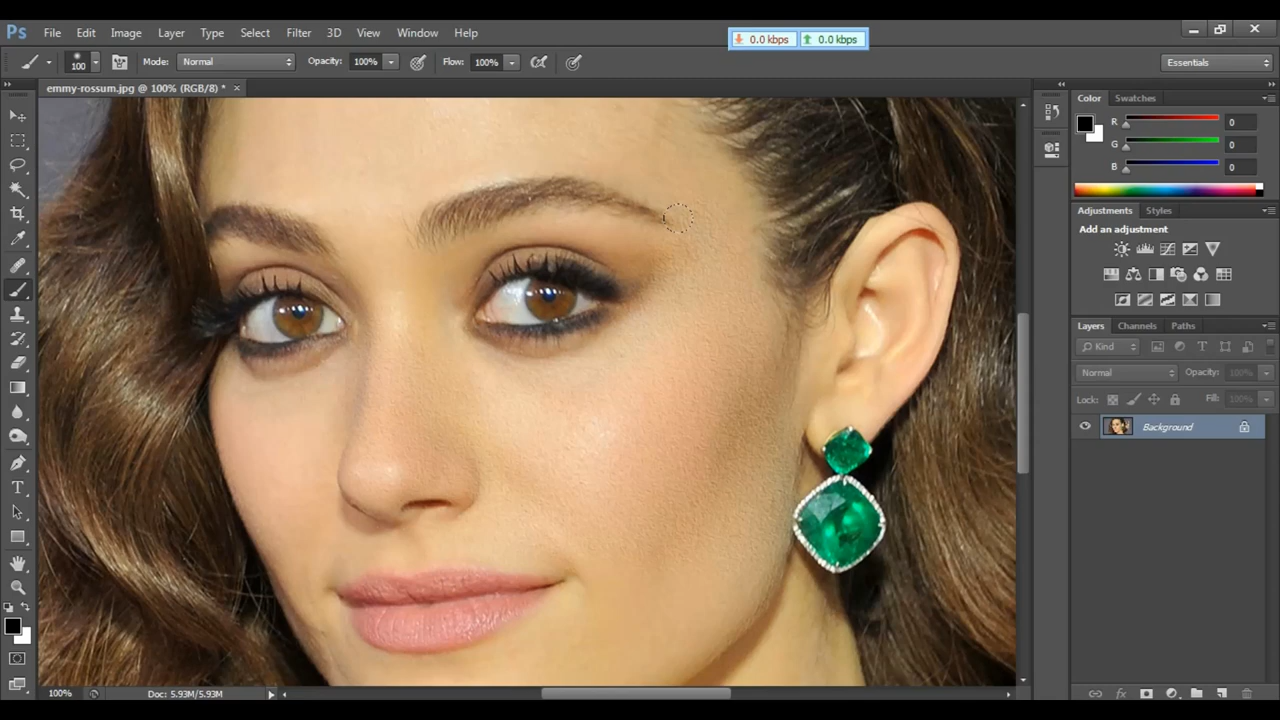 Ps File Edit Image Layer Type Select Filter 3D View Window Help
0.0 kbps 0.0 kbps
100 Mode: Normal Opacity: 100% Flow: 100% Essentials
emmy-rossum.jpg @ 100% (RGB/8) * ×
Color Swatches
R 0
G 0
B 0
Adjustments Styles
Add an adjustment
Layers Channels Paths
Kind
Normal Opacity: 100%
Lock: Fill: 100%
Background
100% Doc: 5.93M/5.93M